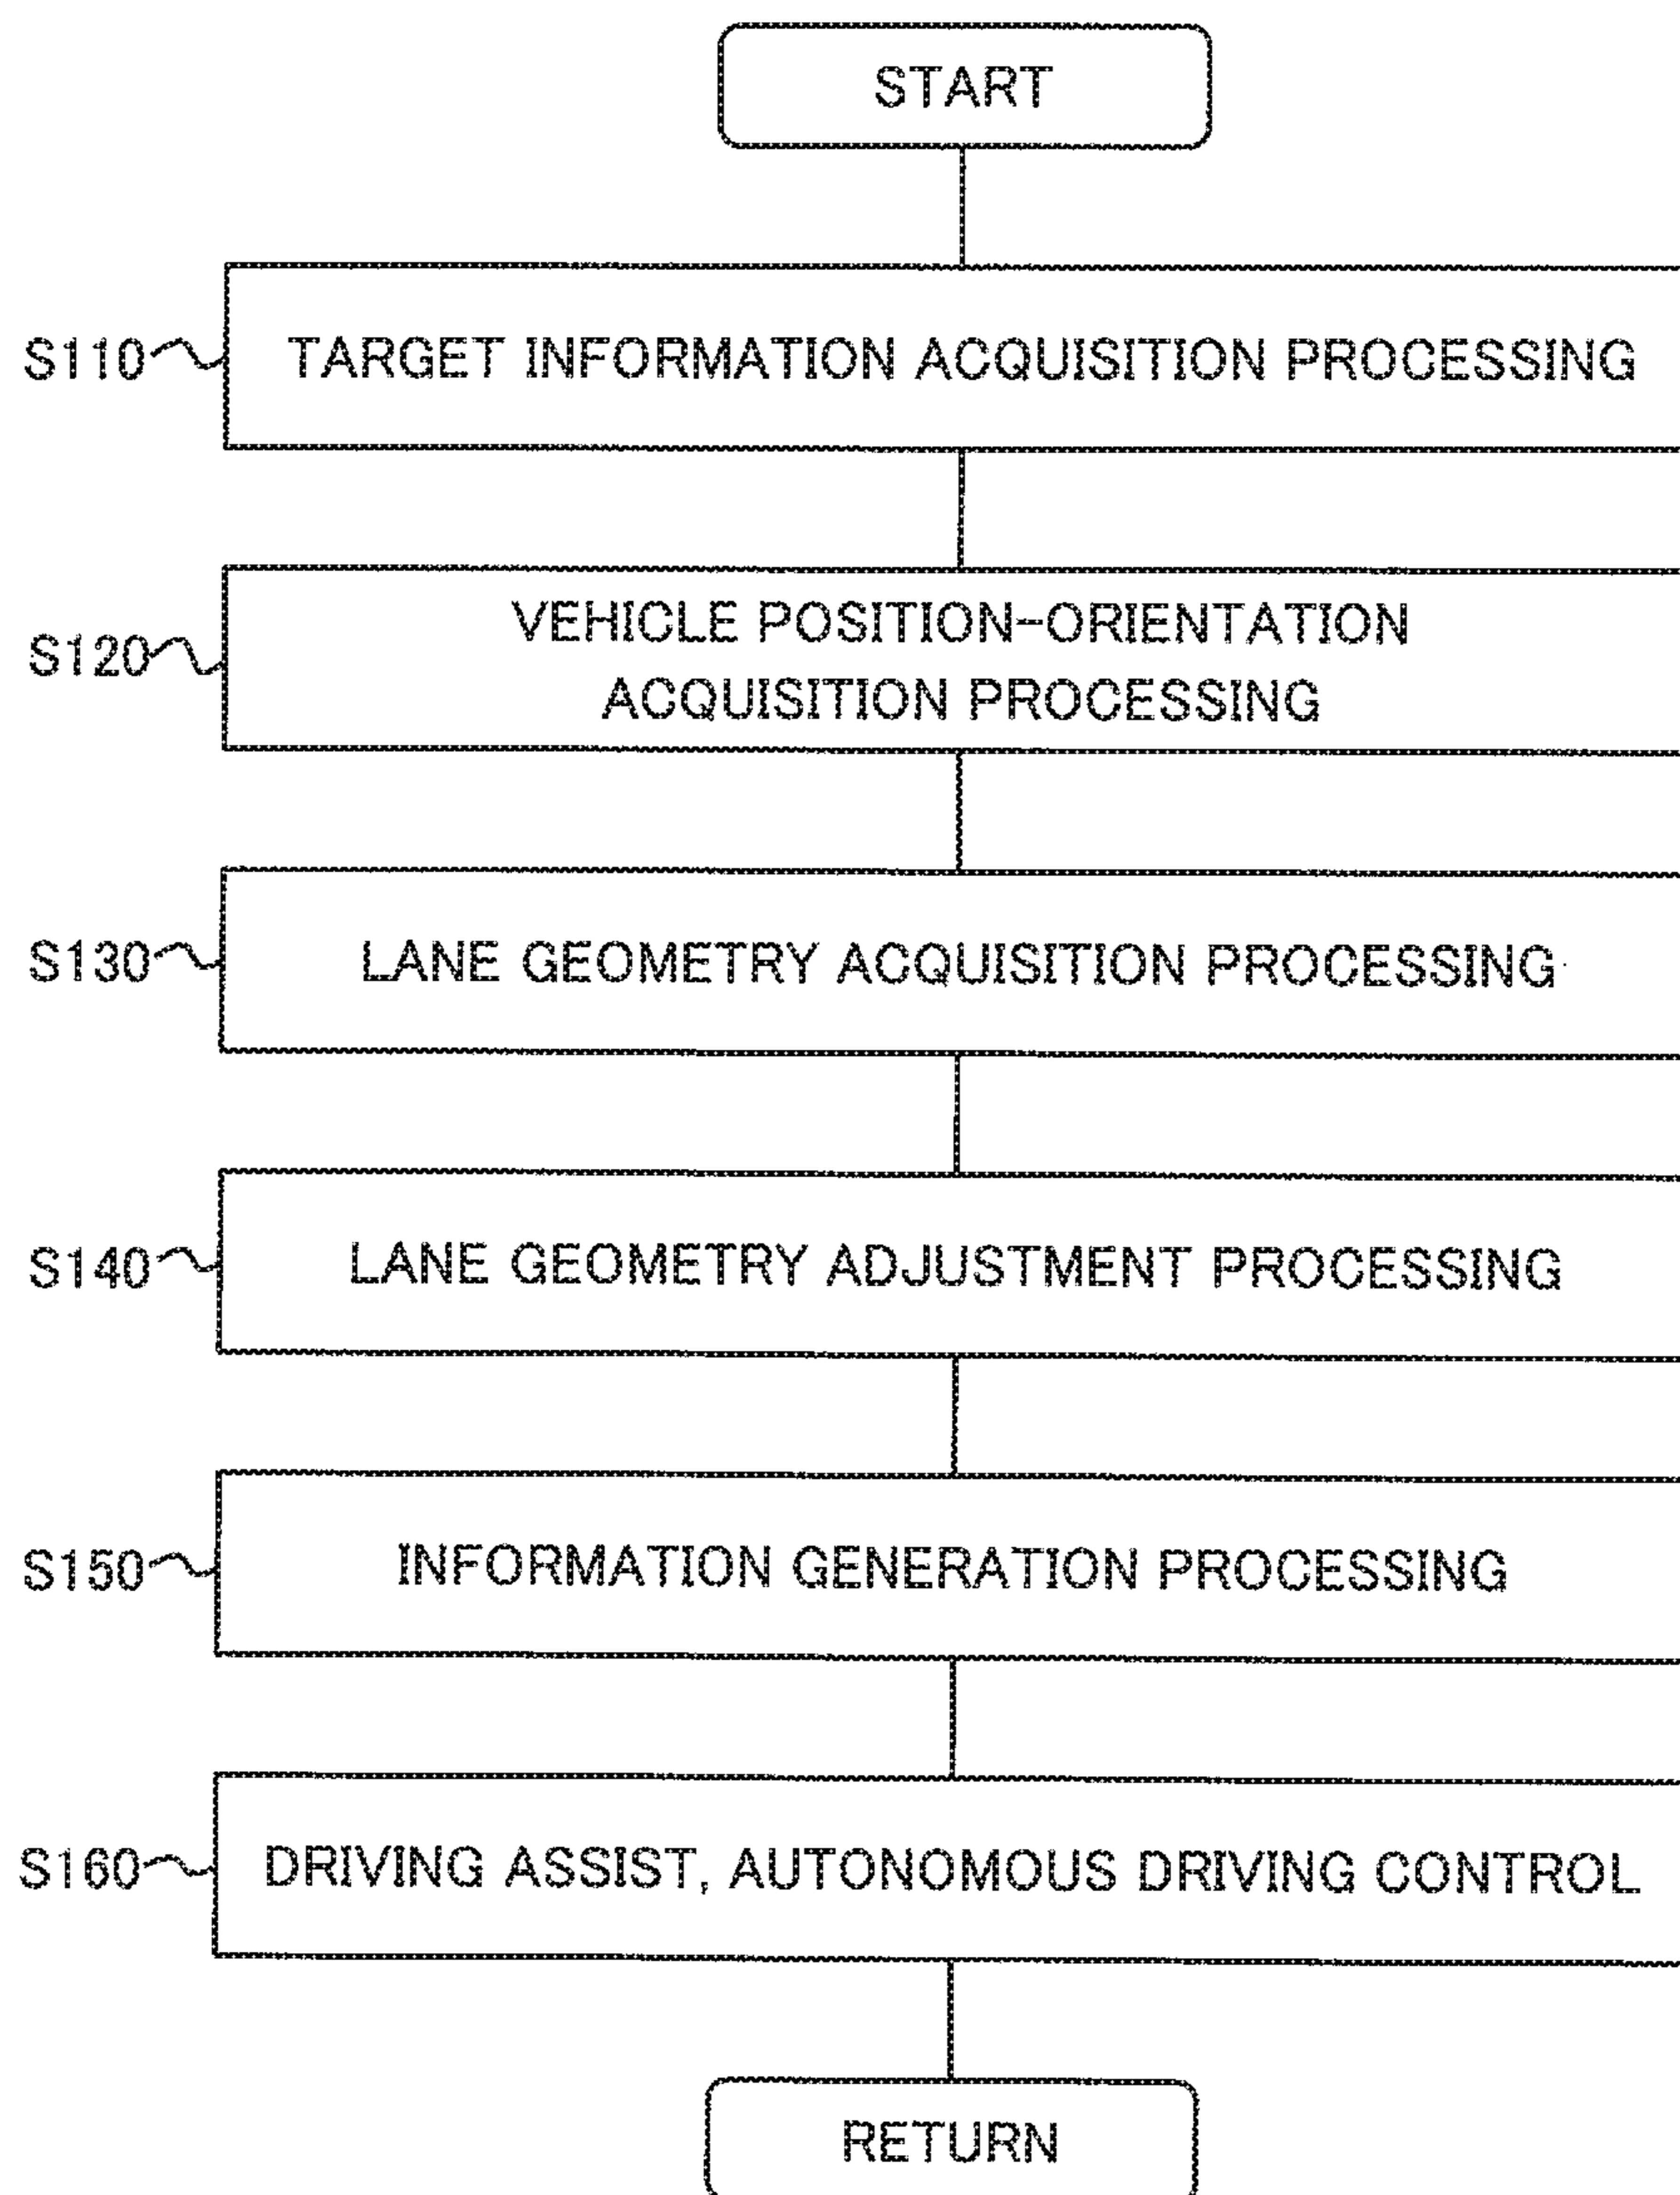 START
S110
TARGET INFORMATION ACQUISITION PROCESSING
S120
VEHICLE POSITION-ORIENTATION
ACQUISITION PROCESSING
S130
LANE GEOMETRY ACQUISITION PROCESSING
S140
LANE GEOMETRY ADJUSTMENT PROCESSING
S150
INFORMATION GENERATION PROCESSING
S160
DRIVING ASSIST, AUTONOMOUS DRIVING CONTROL
RETURN